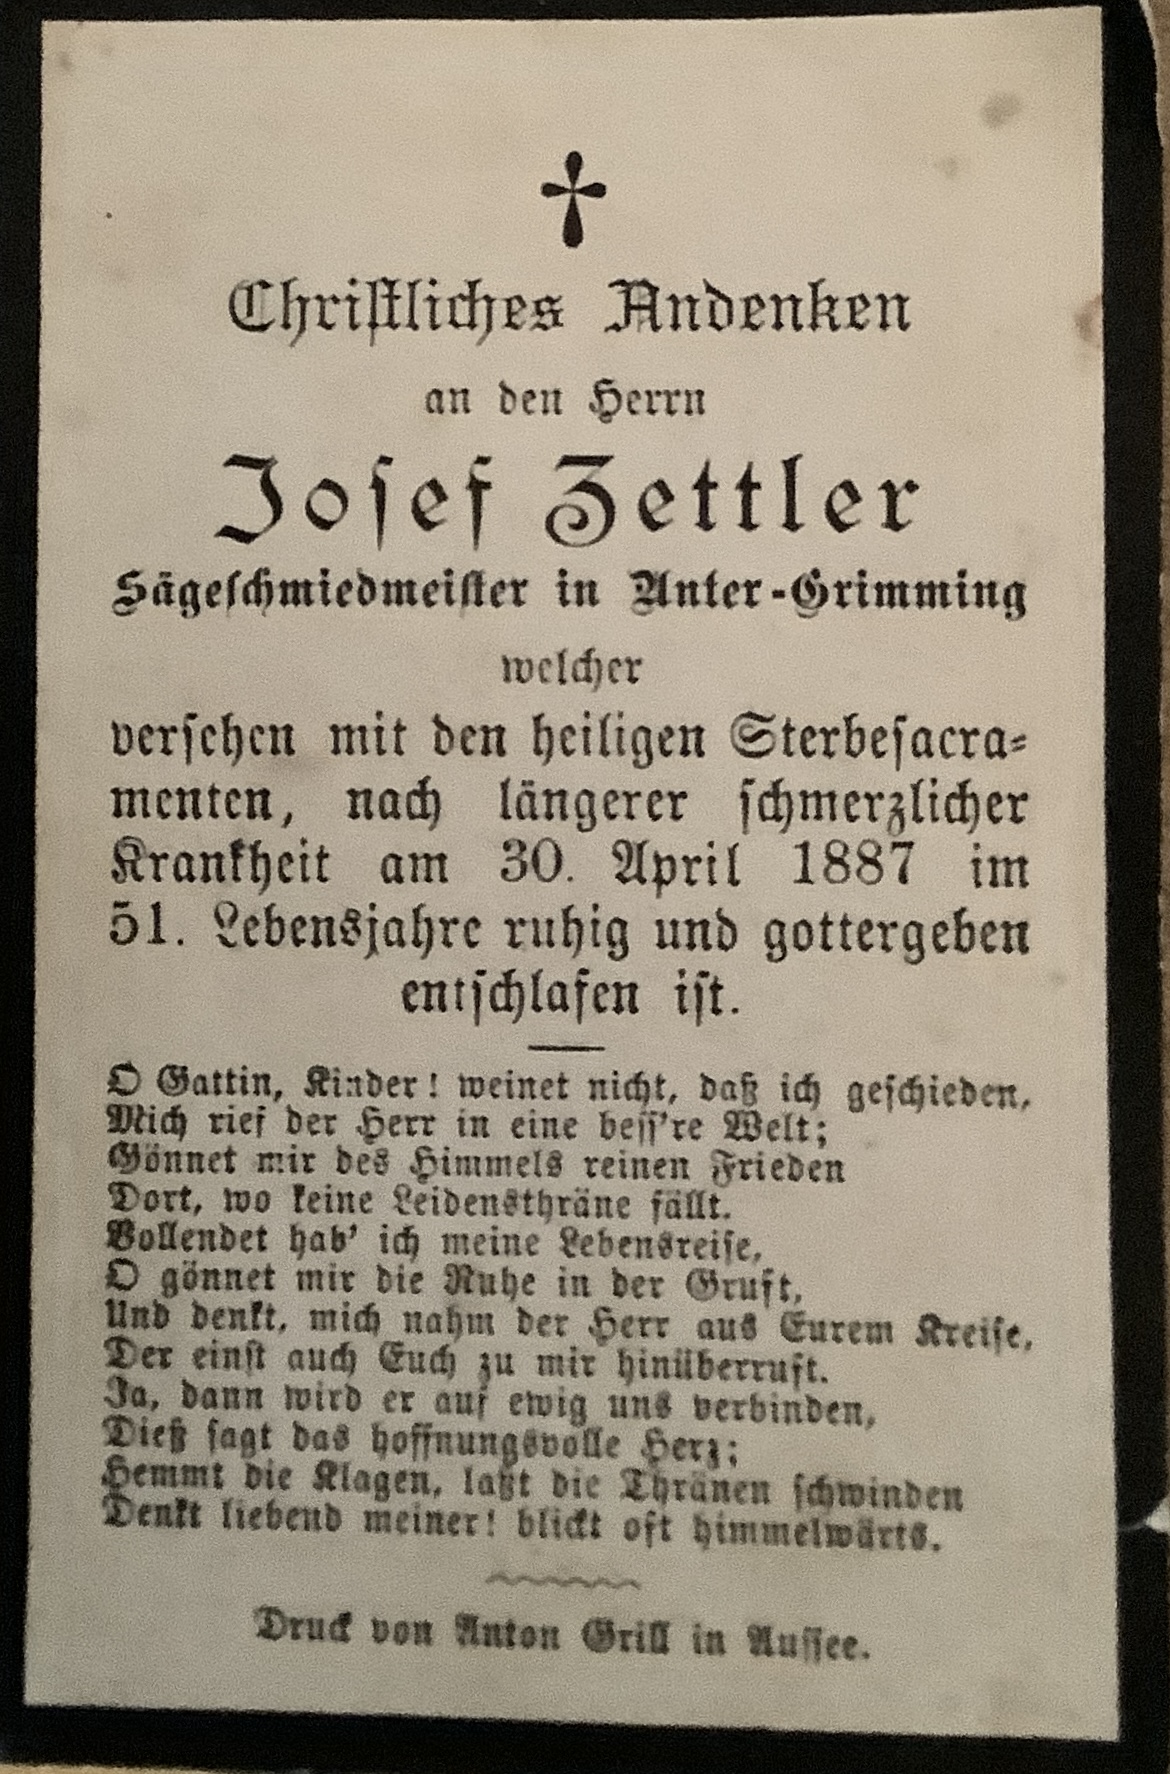 Christliches Andenken
an den Herrn
Josef Zettler
Sägeschmiedmeister in Unter-Grimming
welcher
versehen mit den heiligen Sterbesacra-
menten, nach längerer schmerzlicher
Krankheit am 30. April 1887 im
51. Lebensjahre ruhig und gottergeben
entschlafen ist.
O Gattin, Kinder! weinet nicht, daß ich geschieden,
Mich rief der Herr in eine bess're Welt;
Gönnet mir des Himmels reinen Frieden
Dort, wo keine Leidensthräne fällt.
Vollendet hab' ich meine Lebensreise,
O gönnet mir die Ruhe in der Gruft,
Und denkt, mich nahm der Herr aus Eurem Kreise,
Der einst auch Euch zu mir hinüberruft.
Ja, dann wird er auf ewig uns verbinden,
Dieß sagt das hoffnungsvolle Herz;
Hemmt die Klagen, laßt die Thränen schwinden
Denkt liebend meiner! blickt oft himmelwärts.
Druck von Anton Grill in Aussee.